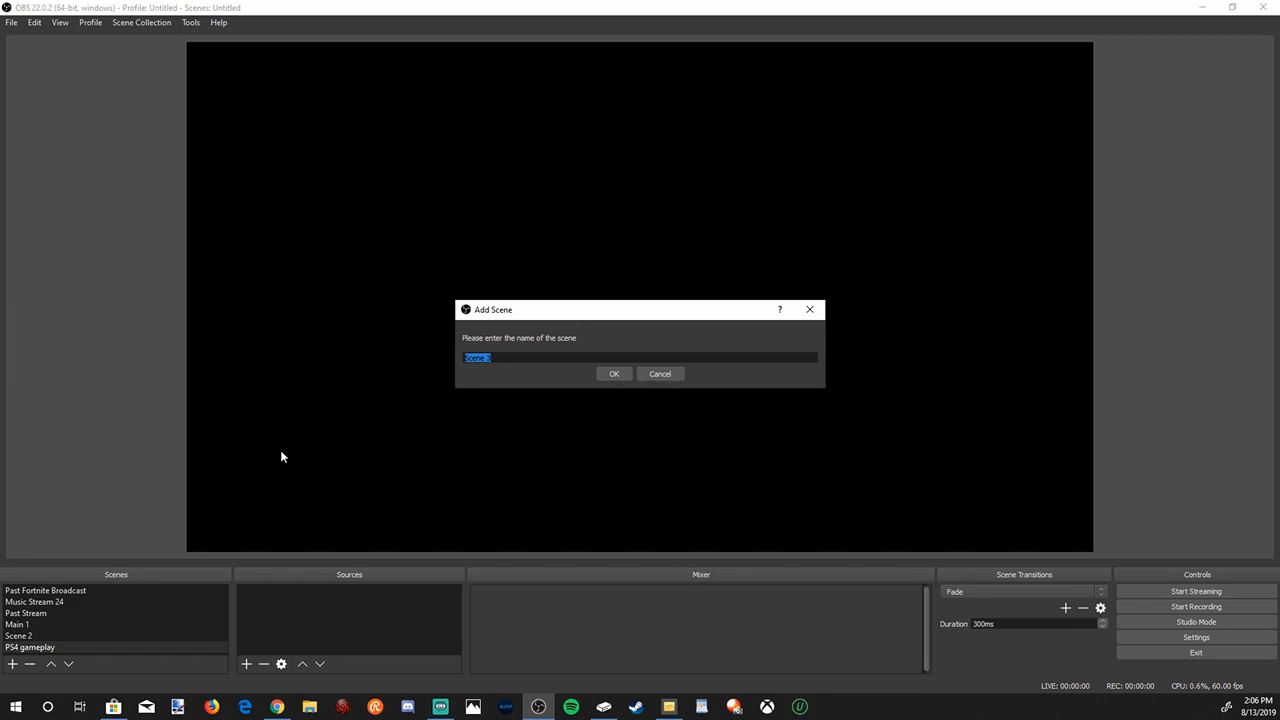 OBS 22.0.2 (64-bit, windows) - Profile: Untitled - Scenes: Untitled
File Edit View Profile Scene Collection Tools Help
Add Scene
?
Please enter the name of the scene
Scene 3
OK Cancel
Scenes Sources Mixer Scene Transitions Controls
Past Fortnite Broadcast
Music Stream 24
Past Stream
Main 1
Scene 2
PS4 gameplay
Fade
Duration 300ms
Start Streaming
Start Recording
Studio Mode
Settings
Exit
LIVE: 00:00:00 REC: 00:00:00 CPU: 0.6%, 60.00 fps
2:06 PM
8/13/2019